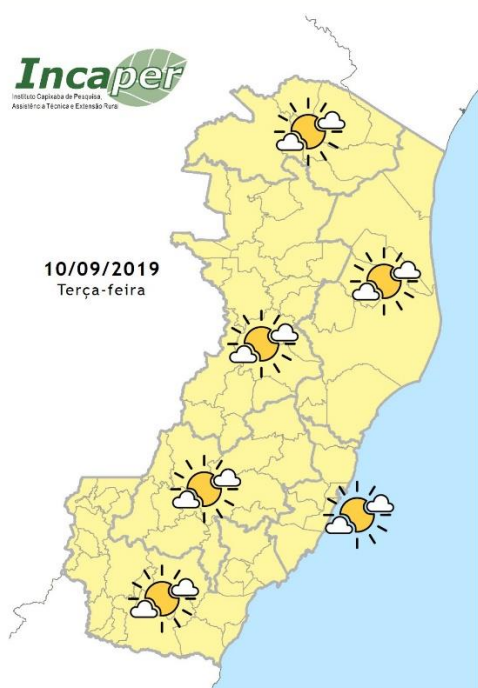 Incaper
Instituto Capixaba de Pesquisa,
Assistência Técnica e Extensão Rural
10/09/2019
Terça-feira